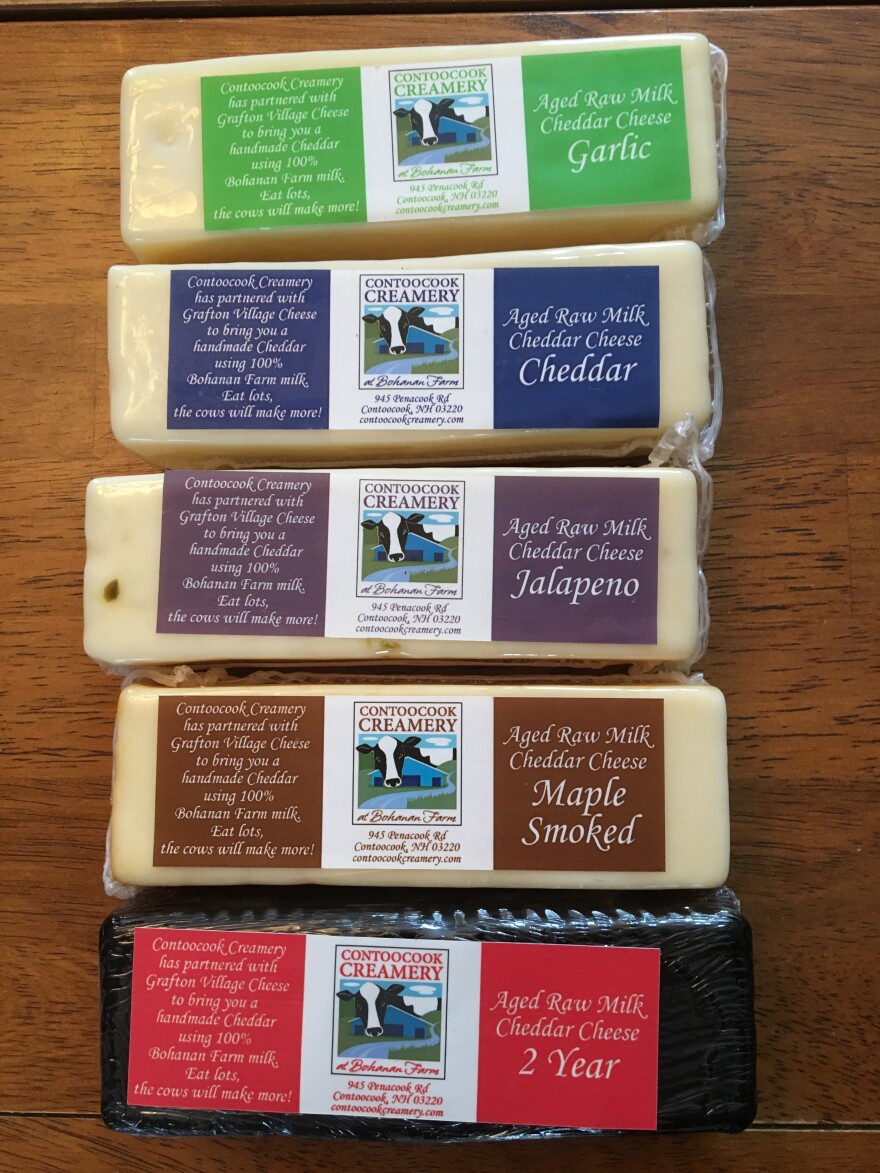 Contoocook Creamery
has partnered with
Grafton Village Cheese
to bring you a
handmade Cheddar
using 100%
Bohanan Farm milk.
Eat lots,
the cows will make more!
CONTOOCOOK
CREAMERY
at Bohanan Farm
945 Penacook Rd
Contoocook, NH 03220
contoocookcreamery.com
Aged Raw Milk
Cheddar Cheese
Garlic
Contoocook Creamery
has partnered with
Grafton Village Cheese
to bring you a
handmade Cheddar
using 100%
Bohanan Farm milk.
Eat lots,
the cows will make more!
CONTOOCOOK
CREAMERY
at Bohanan Farm
945 Penacook Rd
Contoocook, NH 03220
contoocookcreamery.com
Aged Raw Milk
Cheddar Cheese
Cheddar
Contoocook Creamery
has partnered with
Grafton Village Cheese
to bring you a
handmade Cheddar
using 100%
Bohanan Farm milk.
Eat lots,
the cows will make more!
CONTOOCOOK
CREAMERY
at Bohanan Farm
945 Penacook Rd
Contoocook, NH 03220
contoocookcreamery.com
Aged Raw Milk
Cheddar Cheese
Jalapeno
Contoocook Creamery
has partnered with
Grafton Village Cheese
to bring you a
handmade Cheddar
using 100%
Bohanan Farm milk.
Eat lots,
the cows will make more!
CONTOOCOOK
CREAMERY
at Bohanan Farm
945 Penacook Rd
Contoocook, NH 03220
contoocookcreamery.com
Aged Raw Milk
Cheddar Cheese
Maple
Smoked
Contoocook Creamery
has partnered with
Grafton Village Cheese
to bring you a
handmade Cheddar
using 100%
Bohanan Farm milk.
Eat lots,
the cows will make more!
CONTOOCOOK
CREAMERY
at Bohanan Farm
945 Penacook Rd
Contoocook, NH 03220
contoocookcreamery.com
Aged Raw Milk
Cheddar Cheese
2 Year